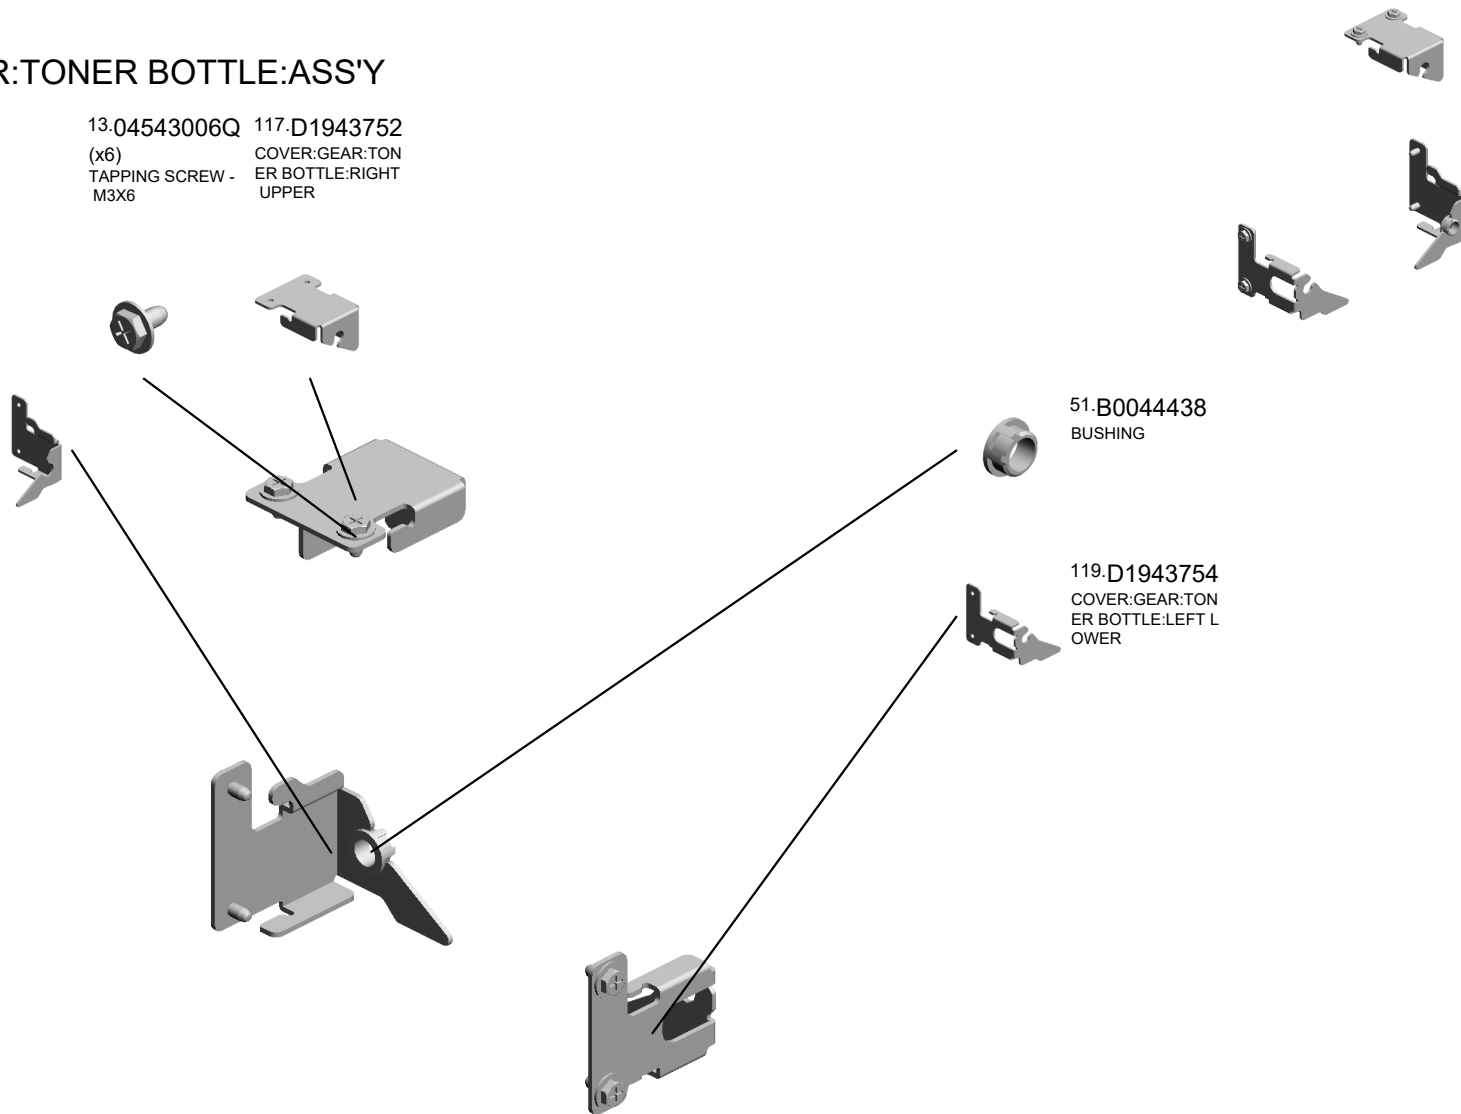 R:TONER BOTTLE:ASS'Y
13.04543006Q
(x6)
TAPPING SCREW -
M3X6
117.D1943752
COVER:GEAR:TON
ER BOTTLE:RIGHT
UPPER
51.B0044438
BUSHING
119.D1943754
COVER:GEAR:TON
ER BOTTLE:LEFT L
OWER